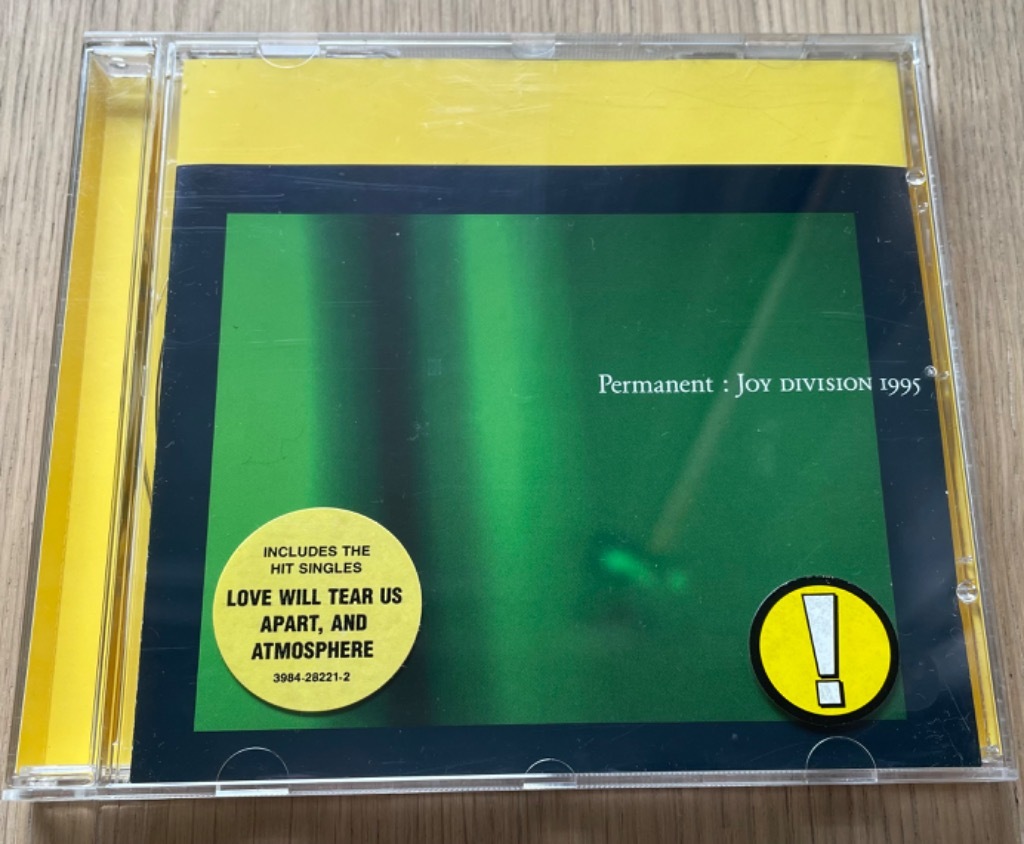 Permanent : JOY DIVISION 1995
INCLUDES THE
HIT SINGLES
LOVE WILL TEAR US
APART, AND
ATMOSPHERE
3984-28221-2
!